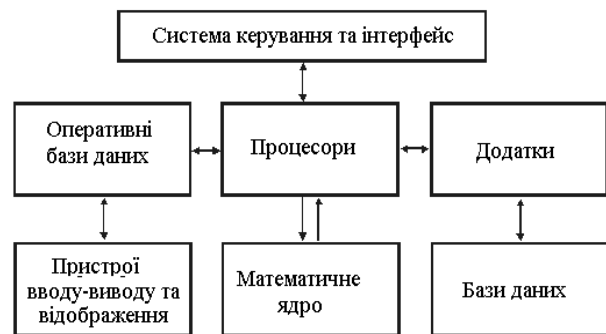 Система керування та інтерфейс
Оперативні
бази даних
Процесори
Додатки
Пристрої
вводу-виводу та
відображення
Математичне
ядро
Бази даних